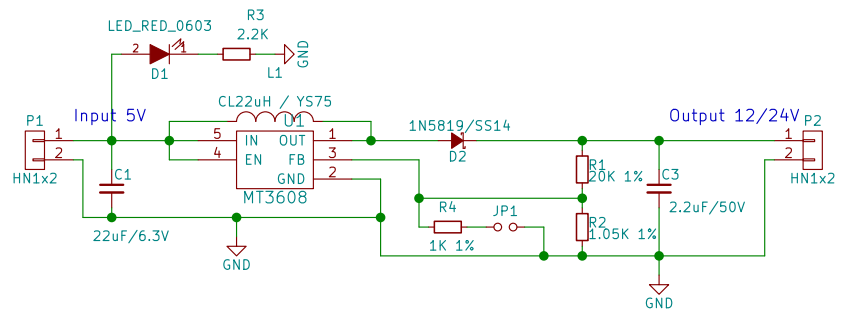 LED_RED_0603
R3
2.2K
2
1
D1
L1
GND
CL22uH / YS75
U1
P1
Input 5V
1
2
HN1x2
C1
22uF/6.3V
5
4
IN
EN
OUT
FB
GND
1
3
2
MT3608
GND
1N5819/SS14
D2
R4
JP1
1K 1%
R1
20K 1%
R2
1.05K 1%
C3
2.2uF/50V
GND
Output 12/24V
P2
1
2
HN1x2